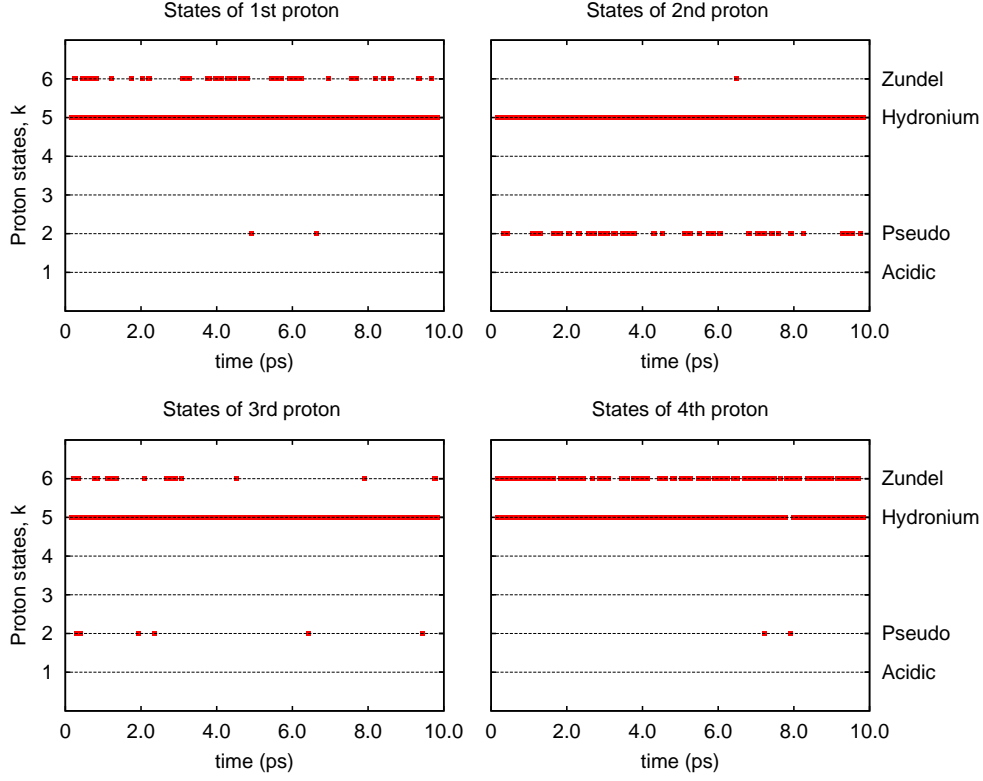 States of 1st proton
States of 2nd proton
Proton states, k
6
5
4
3
2
1
0
2.0
4.0
6.0
8.0
10.0
time (ps)
0
2.0
4.0
6.0
8.0
10.0
time (ps)
Zundel
Hydronium
Pseudo
Acidic
States of 3rd proton
States of 4th proton
Proton states, k
6
5
4
3
2
1
0
2.0
4.0
6.0
8.0
10.0
time (ps)
0
2.0
4.0
6.0
8.0
10.0
time (ps)
Zundel
Hydronium
Pseudo
Acidic